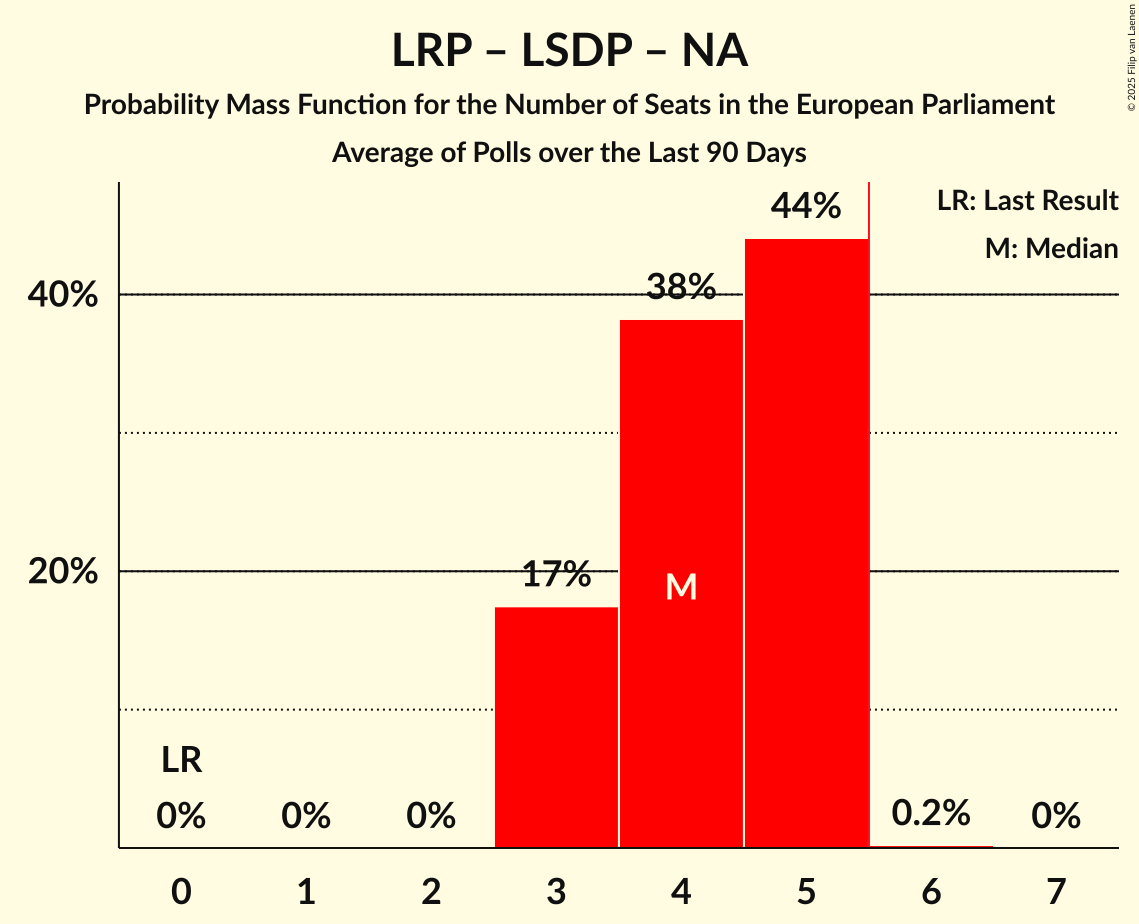 LRP – LSDP – NA
Probability Mass Function for the Number of Seats in the European Parliament
Average of Polls over the Last 90 Days
© 2025 Filip van Laenen
LR: Last Result
M: Median
44%
40%
38%
20%
17%
M
LR
0%
0%
0%
0.2%
0%
0
1
2
3
4
5
6
7